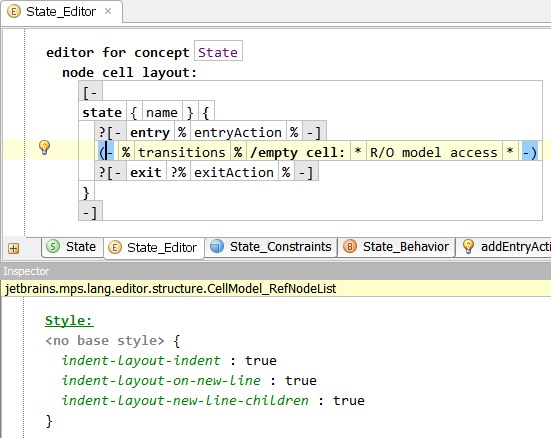 State_Editor ×
editor for concept State
node cell layout:
[-
state { name } {
?[- entry % entryAction % -]
(- % transitions % /empty cell: * R/O model access * -)
?[- exit ?% exitAction % -]
}
-]
S State E State_Editor State_Constraints B State_Behavior addEntryActi
Inspector
jetbrains.mps.lang.editor.structure.CellModel_RefNodeList
Style:
<no base style> {
indent-layout-indent : true
indent-layout-on-new-line : true
indent-layout-new-line-children : true
}